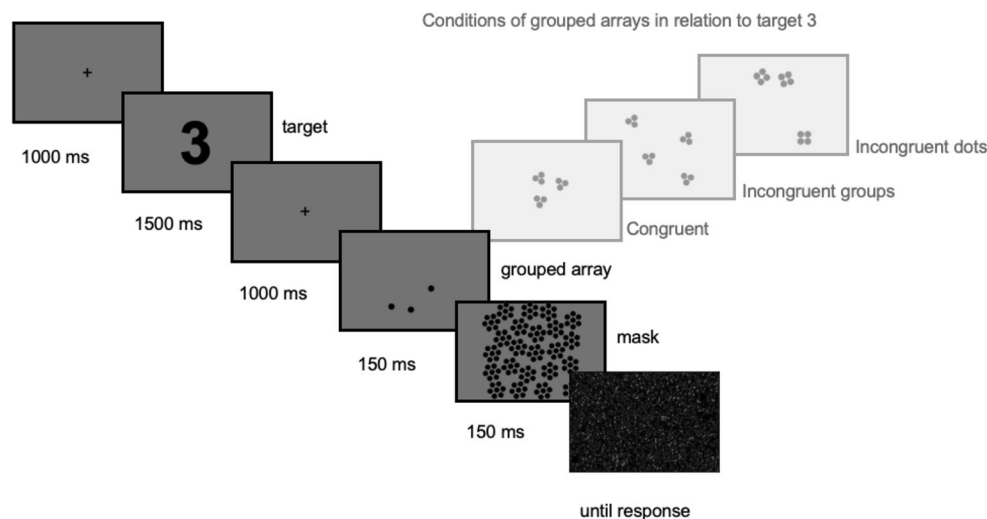 Conditions of grouped arrays in relation to target 3
+
1000 ms
3
target
1500 ms
+
1000 ms
Incongruent dots
Incongruent groups
Congruent
grouped array
150 ms
mask
150 ms
until response